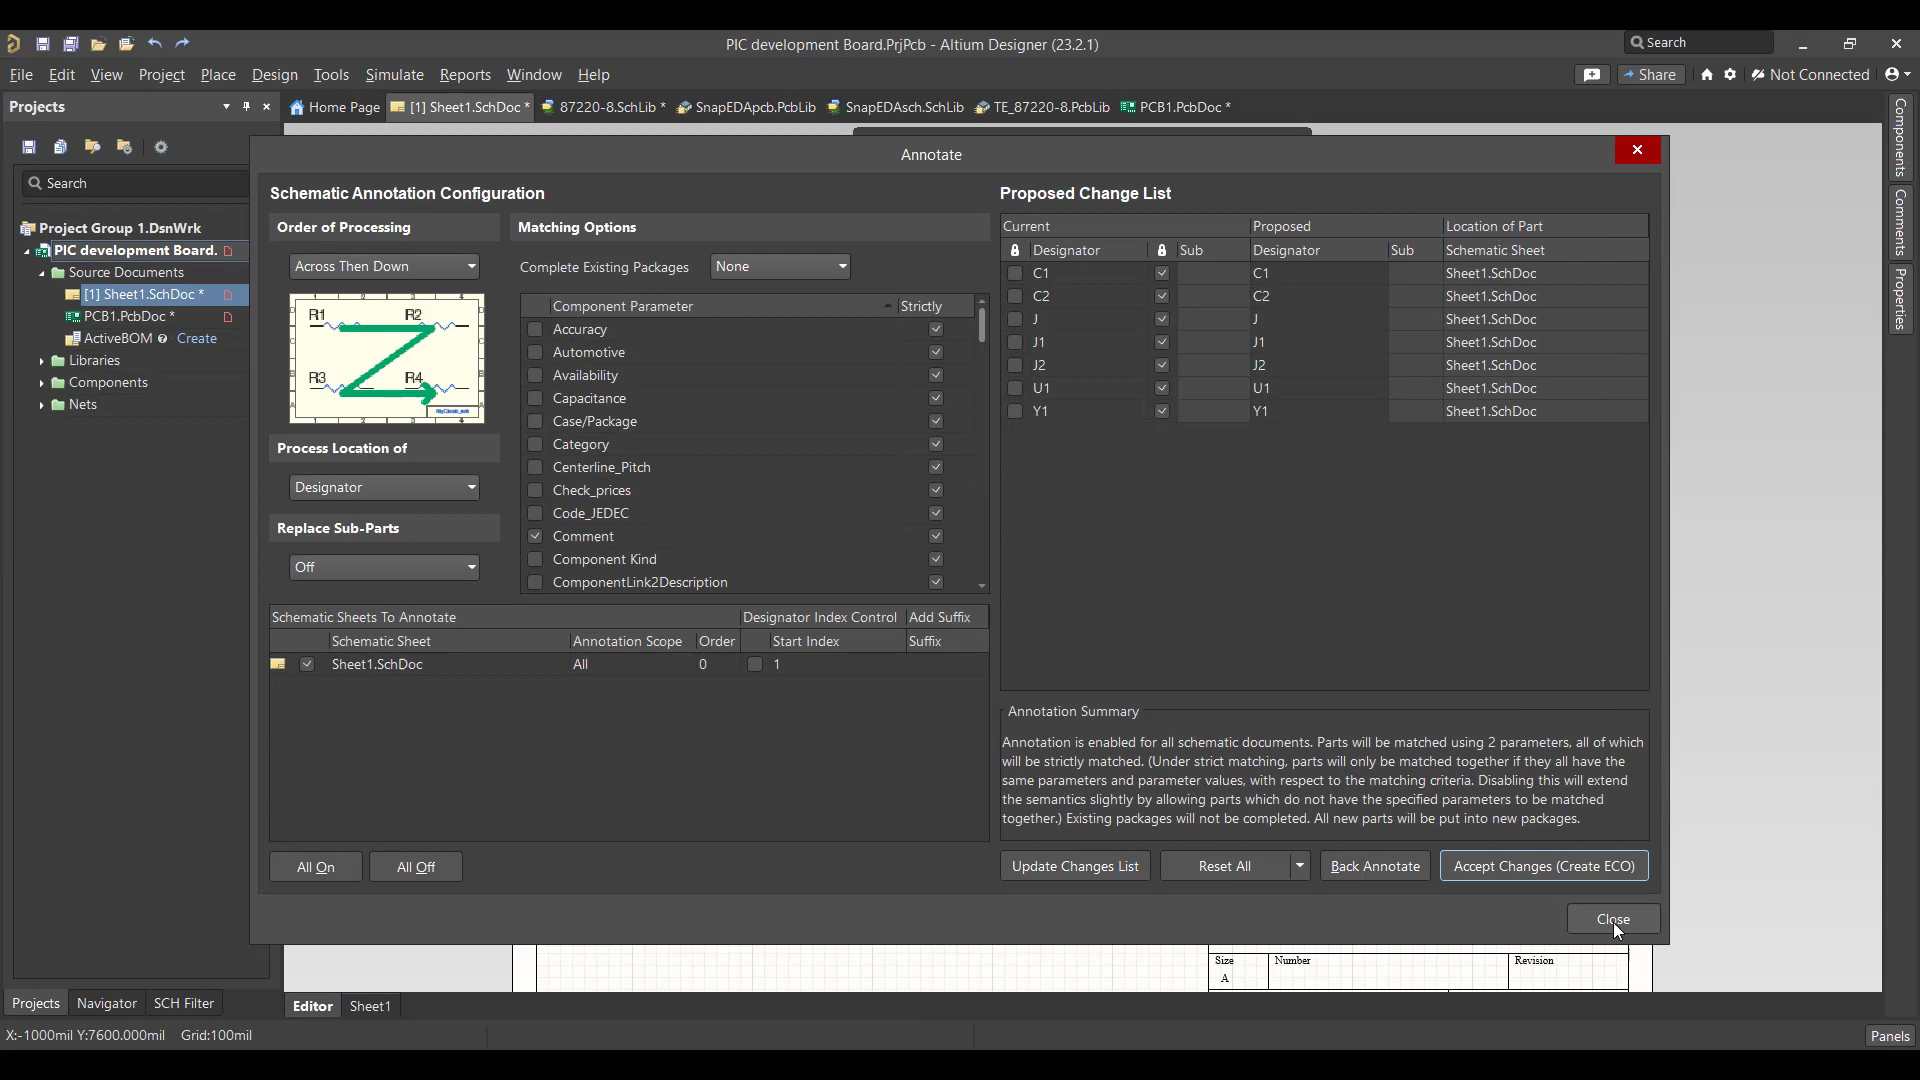 PIC development Board.PrjPcb - Altium Designer (23.2.1)
Search
File Edit View Project Place Design Tools Simulate Reports Window Help
Share
Not Connected
Projects
Home Page
[1] Sheet1.SchDoc *
87220-8.SchLib *
SnapEDApcb.PcbLib
SnapEDAsch.SchLib
TE_87220-8.PcbLib
PCB1.PcbDoc *
Components
Comments
Properties
Search
Project Group 1.DsnWrk
PIC development Board.
Source Documents
[1] Sheet1.SchDoc *
PCB1.PcbDoc *
ActiveBOM Create
Libraries
Components
Nets
Annotate
Schematic Annotation Configuration
Order of Processing
Across Then Down
R1 R2
R3 R4
Process Location of
Designator
Replace Sub-Parts
Off
Matching Options
Complete Existing Packages None
Component Parameter Strictly
Accuracy
Automotive
Availability
Capacitance
Case/Package
Category
Centerline_Pitch
Check_prices
Code_JEDEC
Comment
Component Kind
ComponentLink2Description
Schematic Sheets To Annotate Designator Index Control Add Suffix
Schematic Sheet Annotation Scope Order Start Index Suffix
Sheet1.SchDoc All 0 1
All On All Off
Proposed Change List
Current Proposed Location of Part
Designator Sub Designator Sub Schematic Sheet
C1 C1 Sheet1.SchDoc
C2 C2 Sheet1.SchDoc
J J Sheet1.SchDoc
J1 J1 Sheet1.SchDoc
J2 J2 Sheet1.SchDoc
U1 U1 Sheet1.SchDoc
Y1 Y1 Sheet1.SchDoc
Annotation Summary
Annotation is enabled for all schematic documents. Parts will be matched using 2 parameters, all of which
will be strictly matched. (Under strict matching, parts will only be matched together if they all have the
same parameters and parameter values, with respect to the matching criteria. Disabling this will extend
the semantics slightly by allowing parts which do not have the specified parameters to be matched
together.) Existing packages will not be completed. All new parts will be put into new packages.
Update Changes List Reset All Back Annotate Accept Changes (Create ECO)
Close
Size Number Revision
A
Projects Navigator SCH Filter
Editor Sheet1
X:-1000mil Y:7600.000mil Grid:100mil
Panels